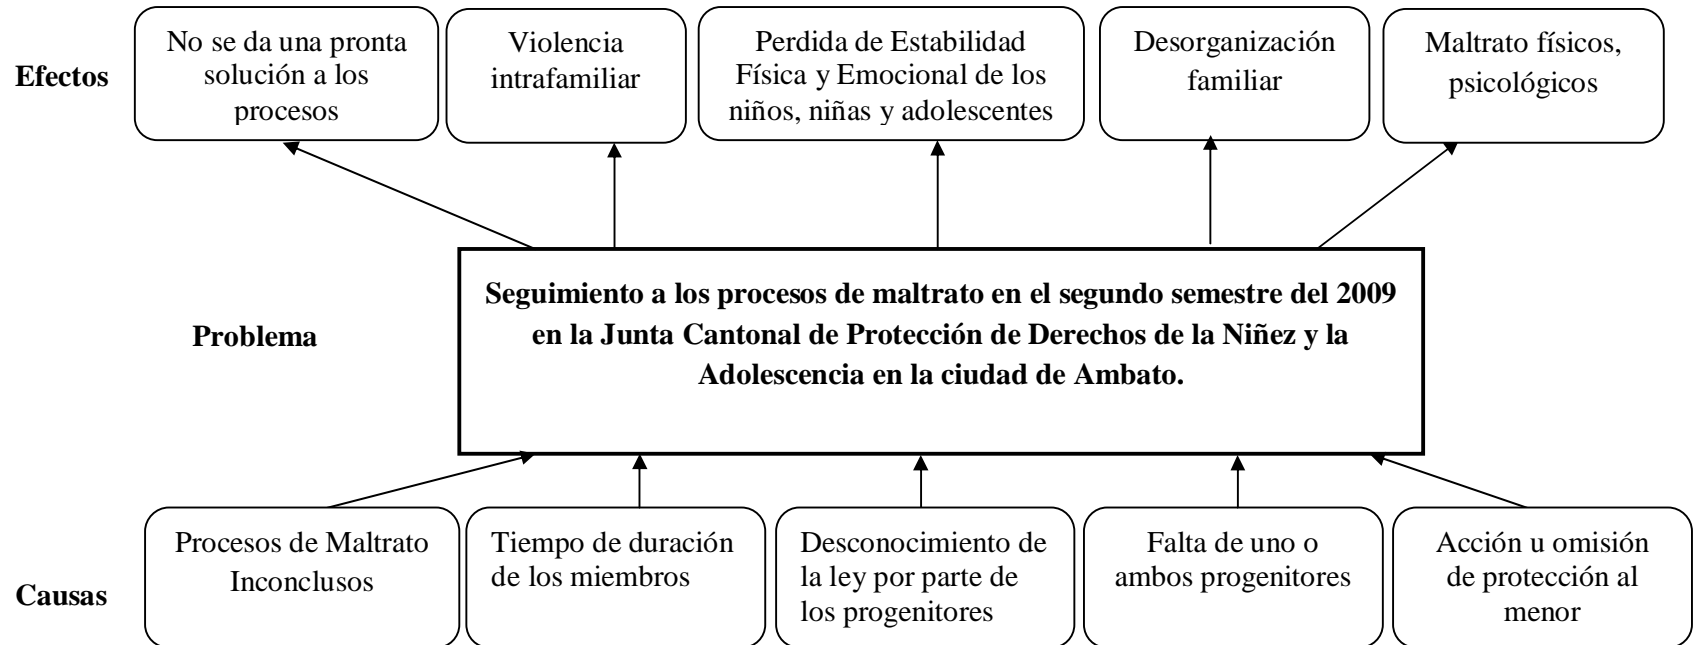 Efectos
No se da una pronta
solución a los
procesos
Violencia
intrafamiliar
Perdida de Estabilidad
Física y Emocional de los
niños, niñas y adolescentes
Desorganización
familiar
Maltrato físicos,
psicológicos
Problema
Seguimiento a los procesos de maltrato en el segundo semestre del 2009
en la Junta Cantonal de Protección de Derechos de la Niñez y la
Adolescencia en la ciudad de Ambato.
Causas
Procesos de Maltrato
Inconclusos
Tiempo de duración
de los miembros
Desconocimiento de
la ley por parte de
los progenitores
Falta de uno o
ambos progenitores
Acción u omisión
de protección al
menor